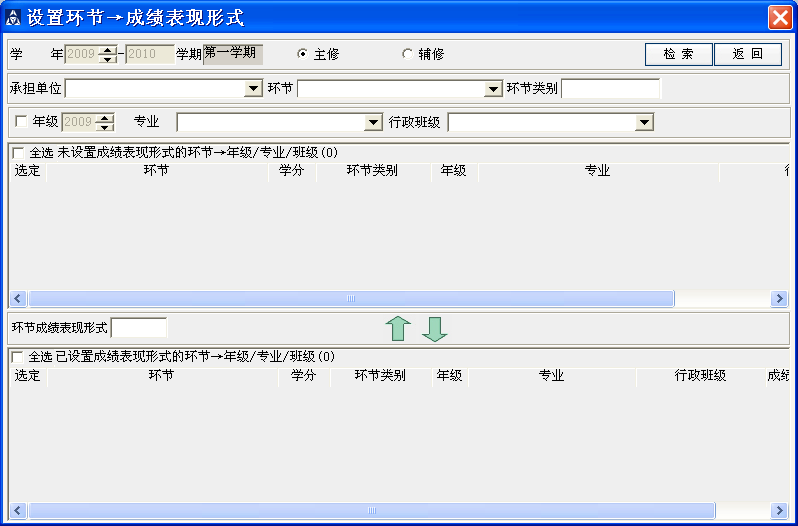 设置环节→成绩表现形式
学 年 2009 - 2010 学期 第一学期 主修 辅修 检 索 返 回
承担单位 环节 环节类别
年级 2009 专业 行政班级
全选 未设置成绩表现形式的环节→年级/专业/班级(0)
选定 环节 学分 环节类别 年级 专业
环节成绩表现形式
全选 已设置成绩表现形式的环节→年级/专业/班级(0)
选定 环节 学分 环节类别 年级 专业 行政班级 成绩